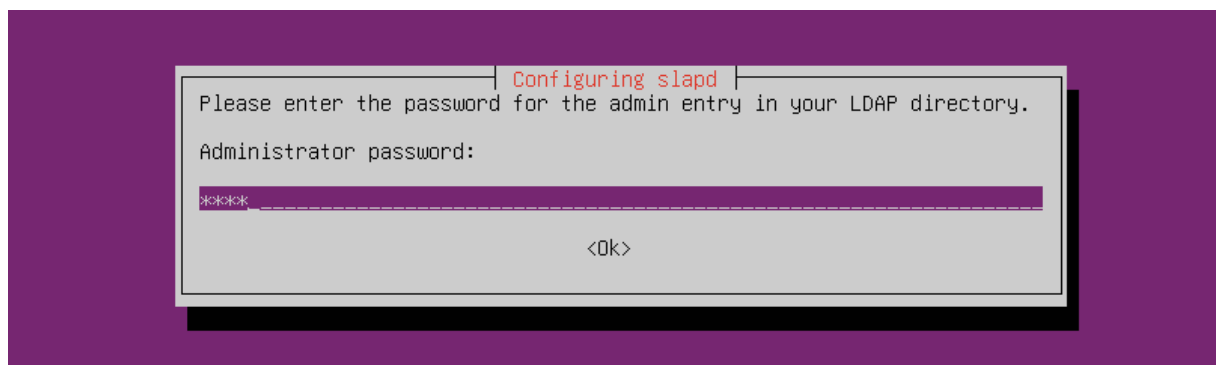 Configuring slapd
Please enter the password for the admin entry in your LDAP directory.
Administrator password:
****
<Ok>